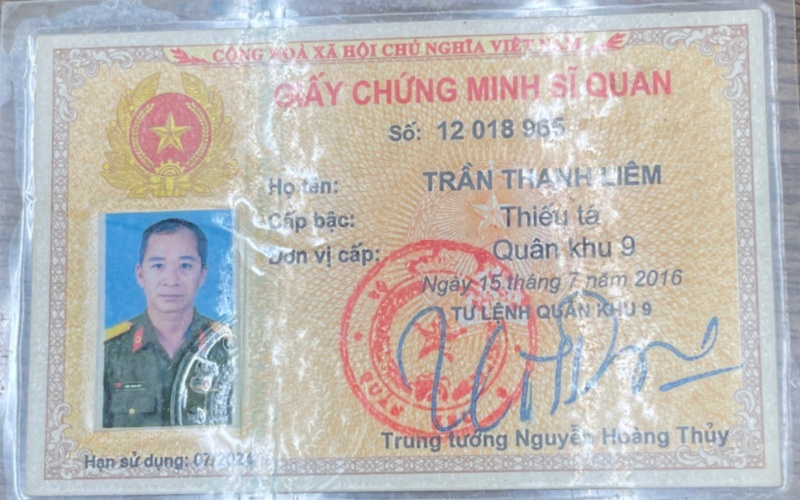 CỘNG HOÀ XÃ HỘI CHỦ NGHĨA VIỆT NAM
GIẤY CHỨNG MINH SĨ QUAN
Số: 12 018 965
Họ tên: TRẦN THANH LIÊM
Cấp bậc: Thiếu tá
Đơn vị cấp: Quân khu 9
Ngày 15 tháng 7 năm 2016
TƯ LỆNH QUÂN KHU 9
Trung tướng Nguyễn Hoàng Thủy
Hạn sử dụng: 07/2024